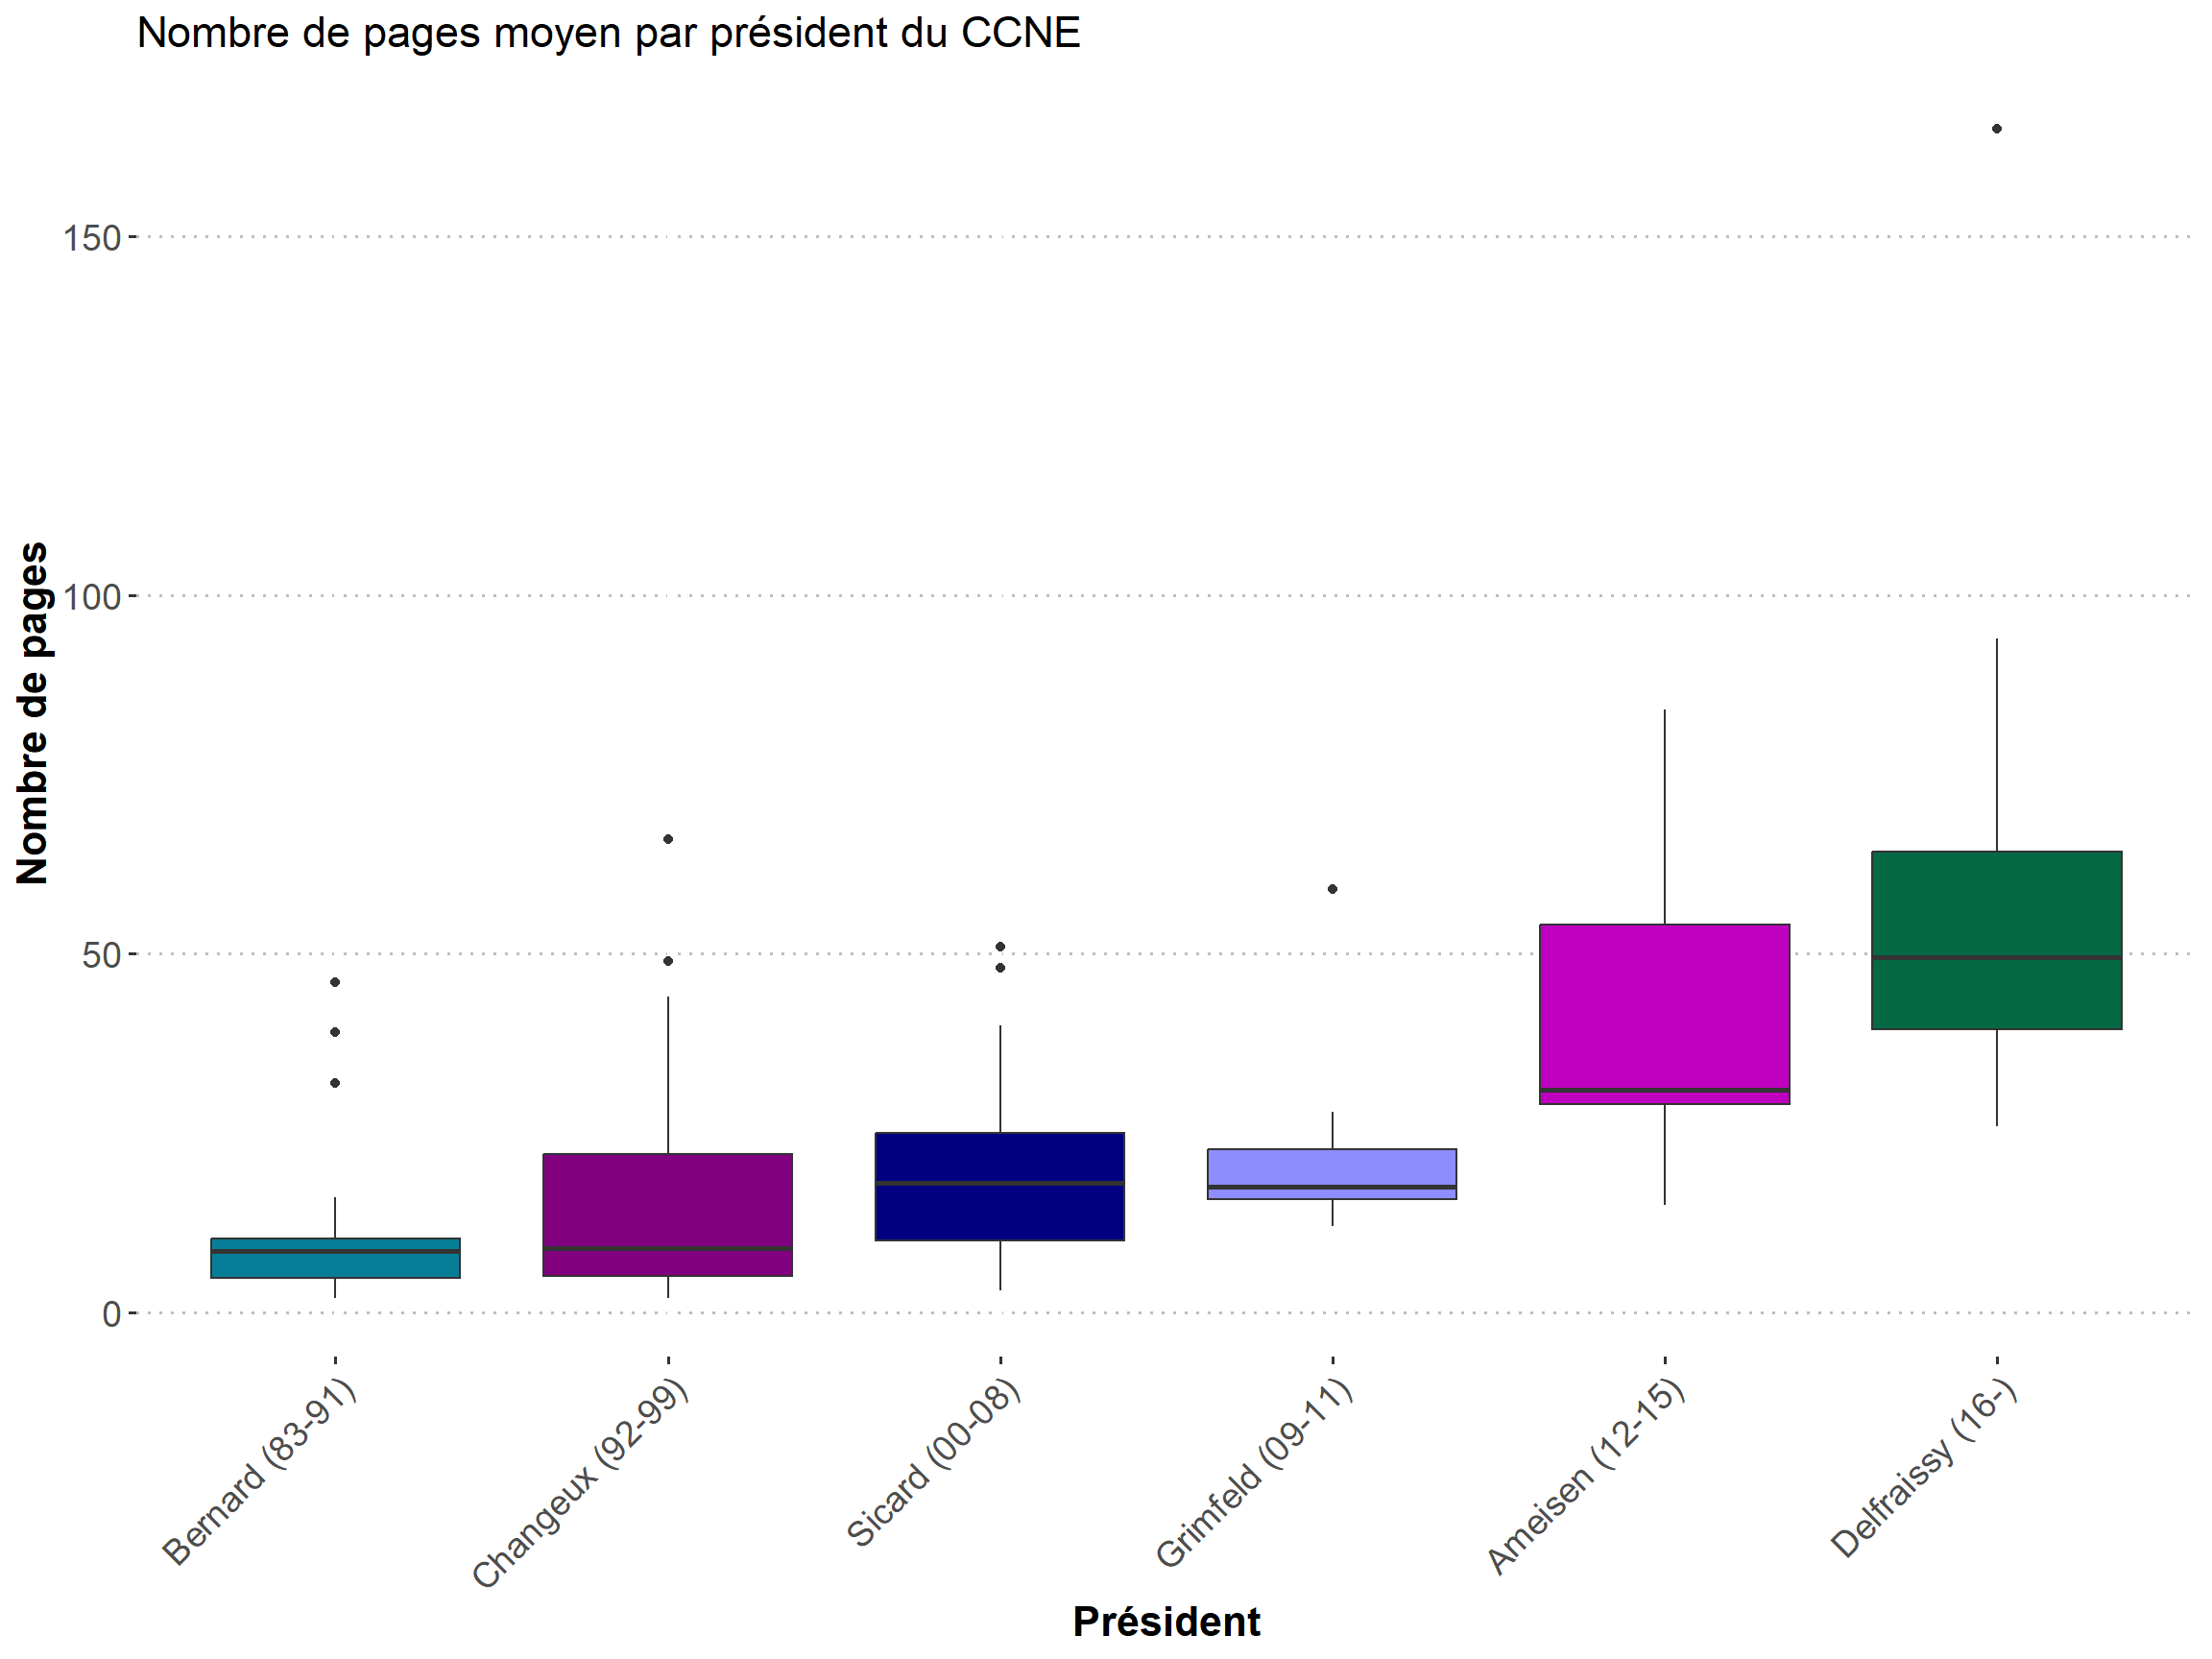 Nombre de pages moyen par président du CCNE
Nombre de pages
150
100
50
0
Bernard (83-91)
Changeux (92-99)
Sicard (00-08)
Grimfeld (09-11)
Ameisen (12-15)
Delfraissy (16-)
Président